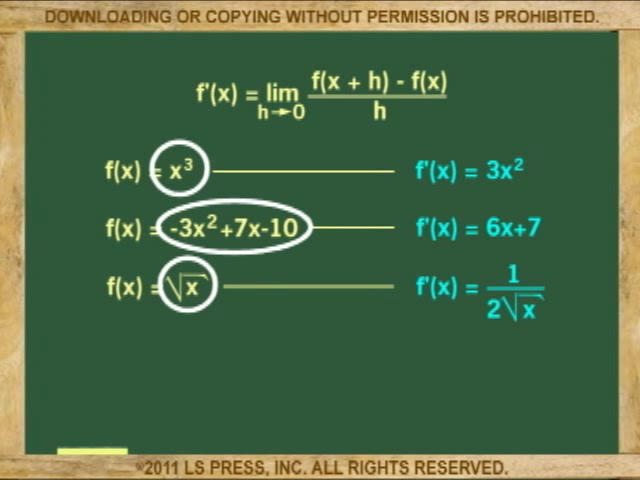 DOWNLOADING OR COPYING WITHOUT PERMISSION IS PROHIBITED.
f'(x) = lim h→0 f(x + h) - f(x) / h
f(x) = x³ f'(x) = 3x²
f(x) = -3x²+7x-10 f'(x) = 6x+7
f(x) = √x f'(x) = 1 / 2√x
©2011 LS PRESS, INC. ALL RIGHTS RESERVED.